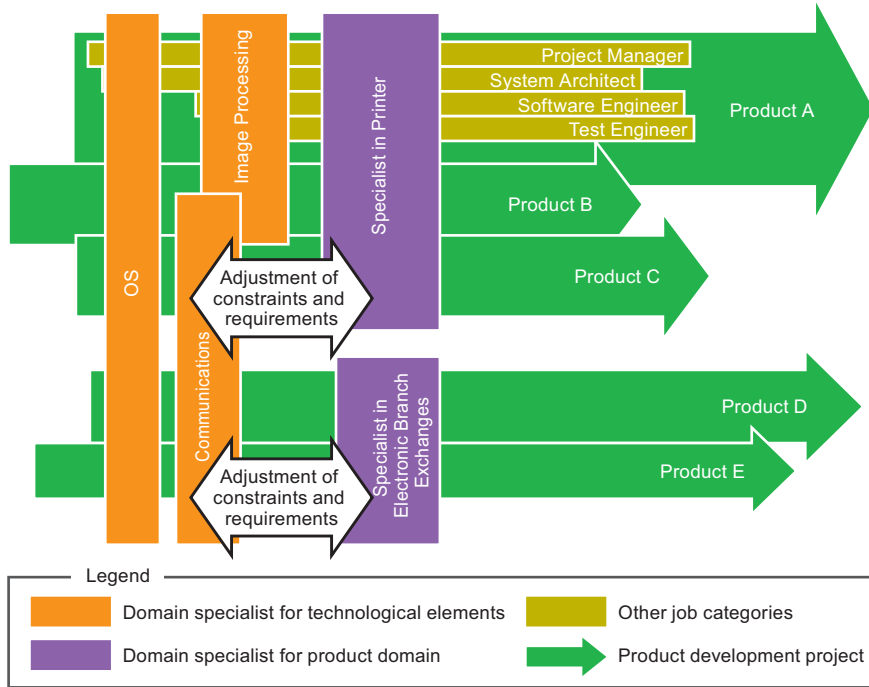 Project Manager
System Architect
Software Engineer
Test Engineer
Product A
Image Processing
Specialist in Printer
Product B
OS
Product C
Adjustment of
constraints and
requirements
Communications
Product D
Specialist in
Electronic Branch
Exchanges
Product E
Adjustment of
constraints and
requirements
Legend
Domain specialist for technological elements
Other job categories
Domain specialist for product domain
Product development project